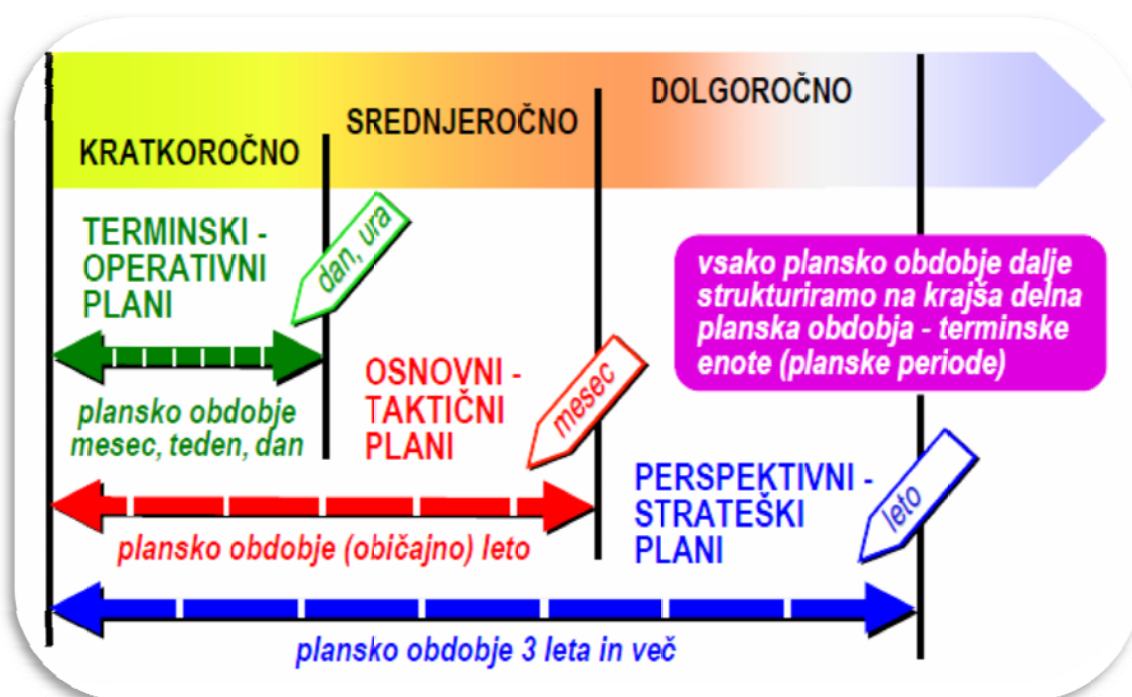 KRATKOROČNO
SREDNJEROČNO
DOLGOROČNO
TERMINSKI -
OPERATIVNI
PLANI
dan, ura
plansko obdobje
mesec, teden, dan
OSNOVNI -
TAKTIČNI
PLANI
mesec
plansko obdobje (običajno) leto
vsako plansko obdobje dalje
strukturiramo na krajša delna
planska obdobja - terminske
enote (planske periode)
PERSPEKTIVNI -
STRATEŠKI
PLANI
leto
plansko obdobje 3 leta in več